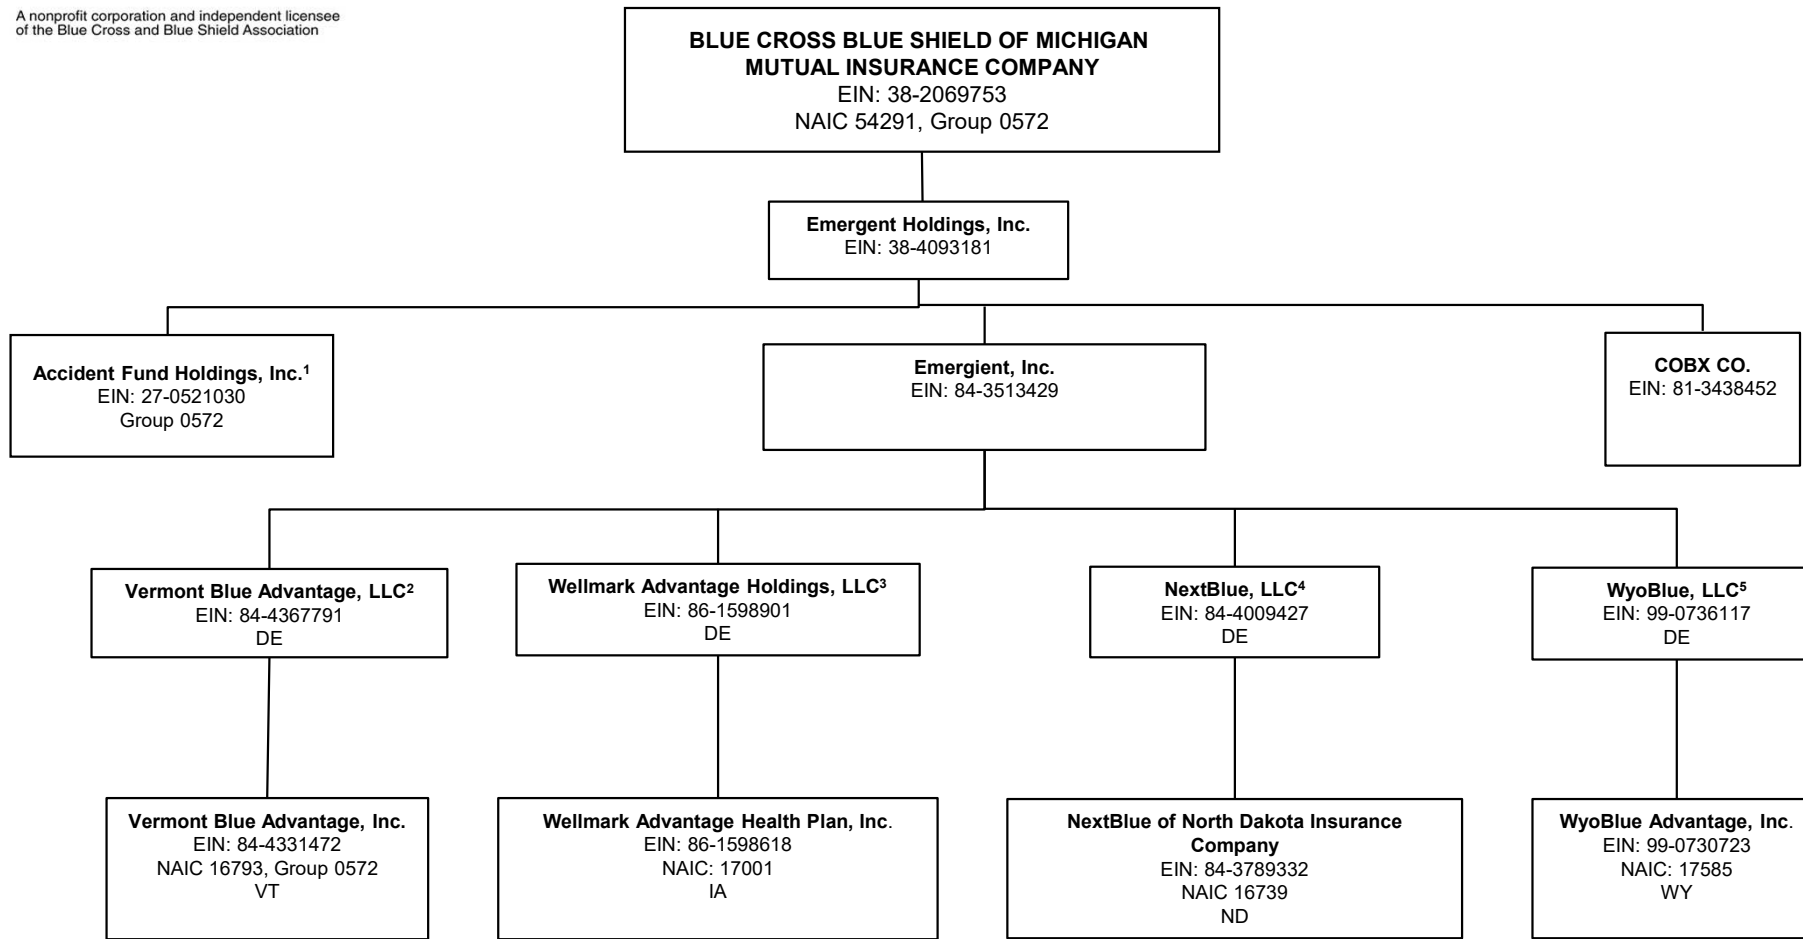 A nonprofit corporation and independent licensee
of the Blue Cross and Blue Shield Association
BLUE CROSS BLUE SHIELD OF MICHIGAN
MUTUAL INSURANCE COMPANY
EIN: 38-2069753
NAIC 54291, Group 0572
Emergent Holdings, Inc.
EIN: 38-4093181
Accident Fund Holdings, Inc.¹
EIN: 27-0521030
Group 0572
Emergient, Inc.
EIN: 84-3513429
COBX CO.
EIN: 81-3438452
Vermont Blue Advantage, LLC²
EIN: 84-4367791
DE
Wellmark Advantage Holdings, LLC³
EIN: 86-1598901
DE
NextBlue, LLC⁴
EIN: 84-4009427
DE
WyoBlue, LLC⁵
EIN: 99-0736117
DE
Vermont Blue Advantage, Inc.
EIN: 84-4331472
NAIC 16793, Group 0572
VT
Wellmark Advantage Health Plan, Inc.
EIN: 86-1598618
NAIC: 17001
IA
NextBlue of North Dakota Insurance
Company
EIN: 84-3789332
NAIC 16739
ND
WyoBlue Advantage, Inc.
EIN: 99-0730723
NAIC: 17585
WY